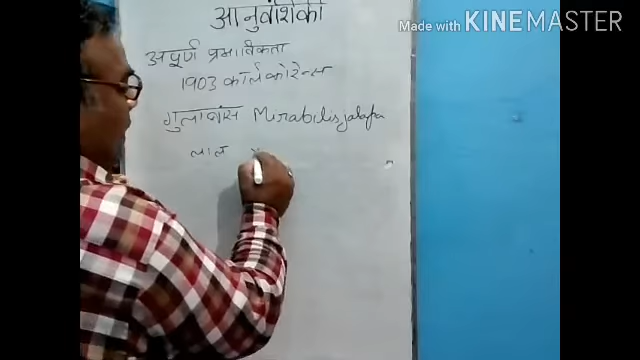 आनुवंशिकी
Made with KINEMASTER
अपूर्ण प्रभाविकता
1903 कार्ल कोरेन्स
गुलाबांस Mirabilis jalapa
लाल ×